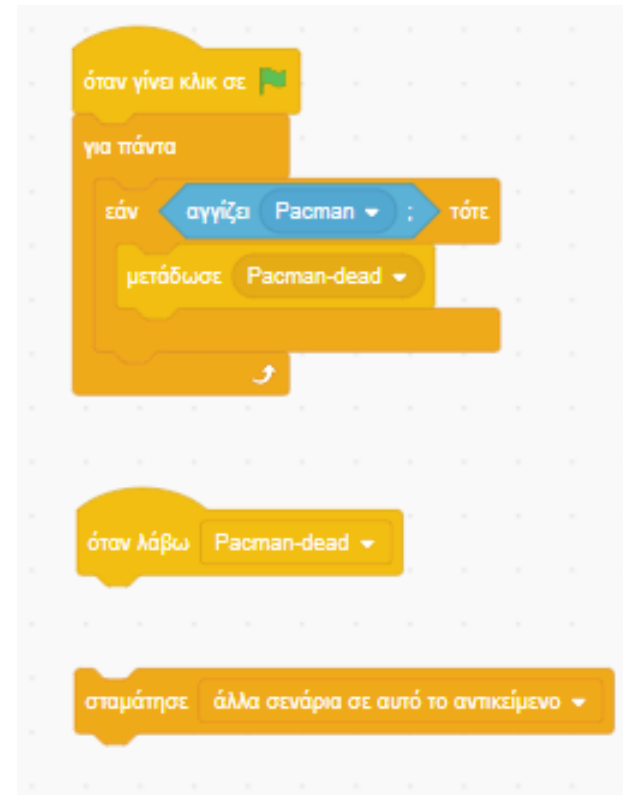 όταν γίνει κλικ σε
για πάντα
εάν αγγίζει Pacman ; τότε
μετάδωσε Pacman-dead
όταν λάβω Pacman-dead
σταμάτησε άλλα σενάρια σε αυτό το αντικείμενο